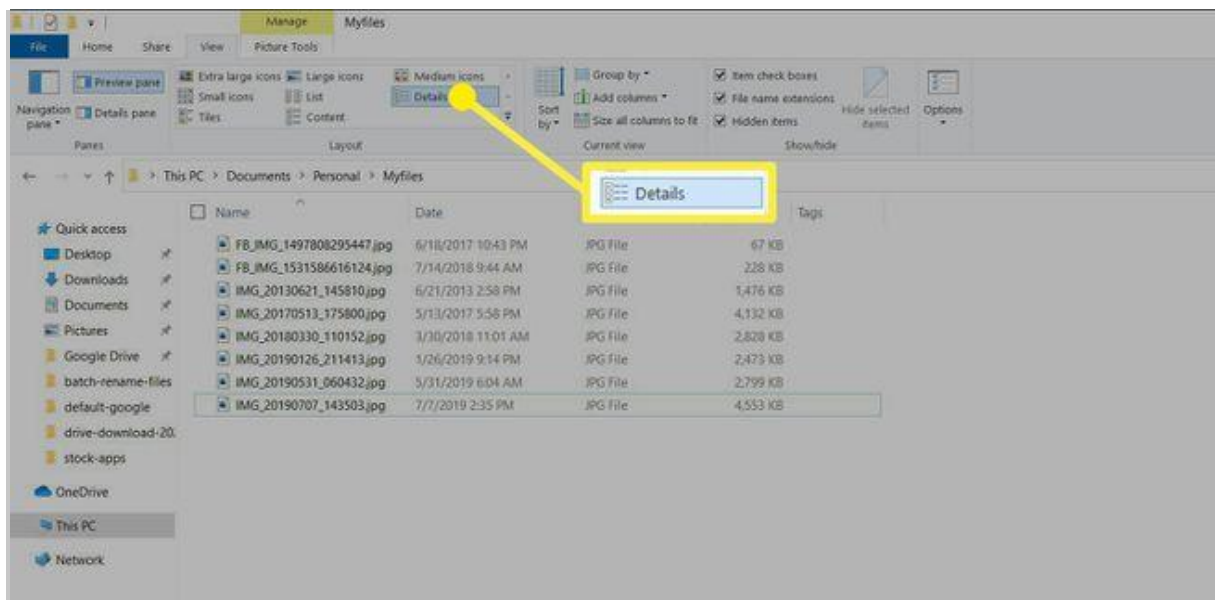 Manage Myfiles
File Home Share View Picture Tools
Preview pane Extra large icons Large icons Medium icons Group by Item check boxes
Navigation pane Details pane Small icons List Details Sort by Add columns File name extensions Hide selected items Options
Tiles Content Size all columns to fit Hidden items
Panes Layout Current view Show/hide
This PC > Documents > Personal > Myfiles
Details
Name Date Tags
Quick access
FB_IMG_1497808295447.jpg 6/18/2017 10:43 PM JPG File 67 KB
Desktop
FB_IMG_1531586616124.jpg 7/14/2018 9:44 AM JPG File 228 KB
Downloads
IMG_20130621_145810.jpg 6/21/2013 2:58 PM JPG File 1,476 KB
Documents
IMG_20170513_175800.jpg 5/13/2017 5:58 PM JPG File 4,132 KB
Pictures
IMG_20180330_110152.jpg 3/30/2018 11:01 AM JPG File 2,828 KB
Google Drive
IMG_20190126_211413.jpg 1/26/2019 9:14 PM JPG File 2,473 KB
batch-rename-files
IMG_20190531_060432.jpg 5/31/2019 6:04 AM JPG File 2,799 KB
default-google
IMG_20190707_143503.jpg 7/7/2019 2:35 PM JPG File 4,553 KB
drive-download-20
stock-apps
OneDrive
This PC
Network